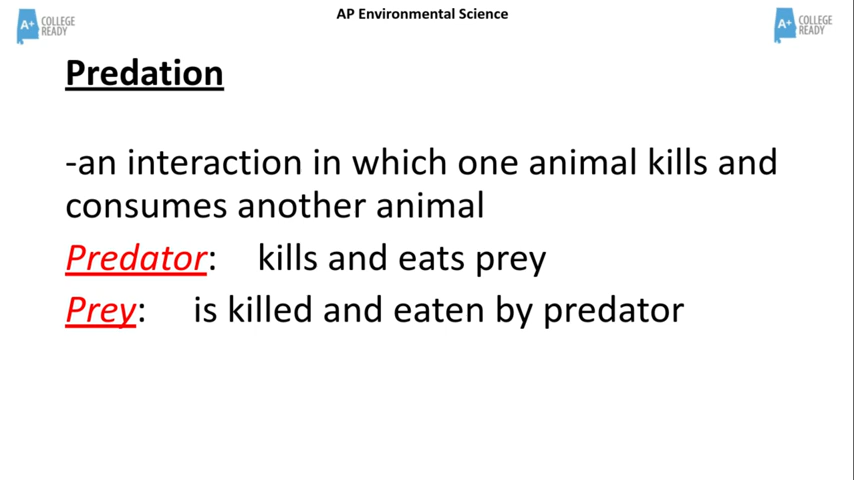 AP Environmental Science
A+ COLLEGE
READY
A+ COLLEGE
READY
Predation
-an interaction in which one animal kills and
consumes another animal
Predator: kills and eats prey
Prey: is killed and eaten by predator